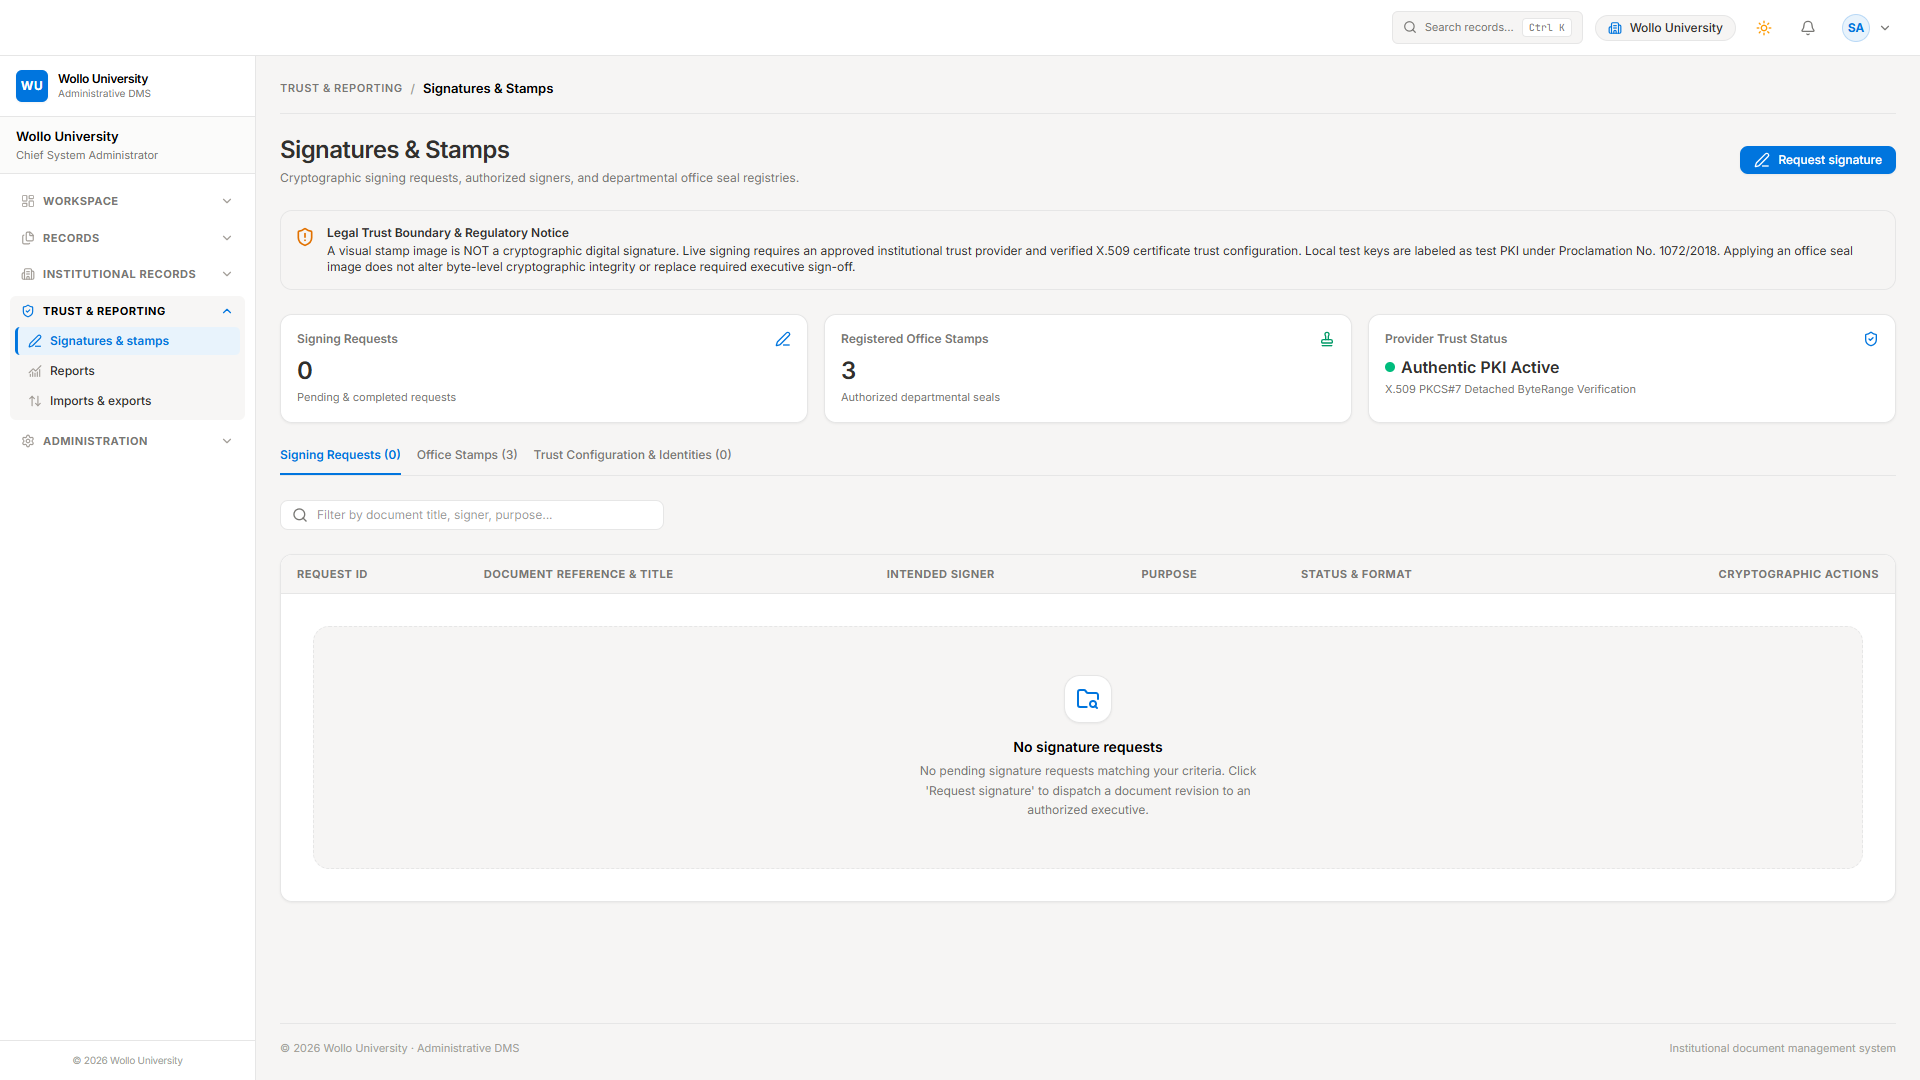 Search records...
Ctrl K
Wollo University
SA
WU
Wollo University
Administrative DMS
Wollo University
Chief System Administrator
WORKSPACE
RECORDS
INSTITUTIONAL RECORDS
TRUST & REPORTING
Signatures & stamps
Reports
Imports & exports
ADMINISTRATION
© 2026 Wollo University
TRUST & REPORTING / Signatures & Stamps
Signatures & Stamps
Cryptographic signing requests, authorized signers, and departmental office seal registries.
Request signature
Legal Trust Boundary & Regulatory Notice
A visual stamp image is NOT a cryptographic digital signature. Live signing requires an approved institutional trust provider and verified X.509 certificate trust configuration. Local test keys are labeled as test PKI under Proclamation No. 1072/2018. Applying an office seal
image does not alter byte-level cryptographic integrity or replace required executive sign-off.
Signing Requests
0
Pending & completed requests
Registered Office Stamps
3
Authorized departmental seals
Provider Trust Status
Authentic PKI Active
X.509 PKCS#7 Detached ByteRange Verification
Signing Requests (0)
Office Stamps (3)
Trust Configuration & Identities (0)
Filter by document title, signer, purpose...
REQUEST ID
DOCUMENT REFERENCE & TITLE
INTENDED SIGNER
PURPOSE
STATUS & FORMAT
CRYPTOGRAPHIC ACTIONS
No signature requests
No pending signature requests matching your criteria. Click
'Request signature' to dispatch a document revision to an
authorized executive.
© 2026 Wollo University · Administrative DMS
Institutional document management system